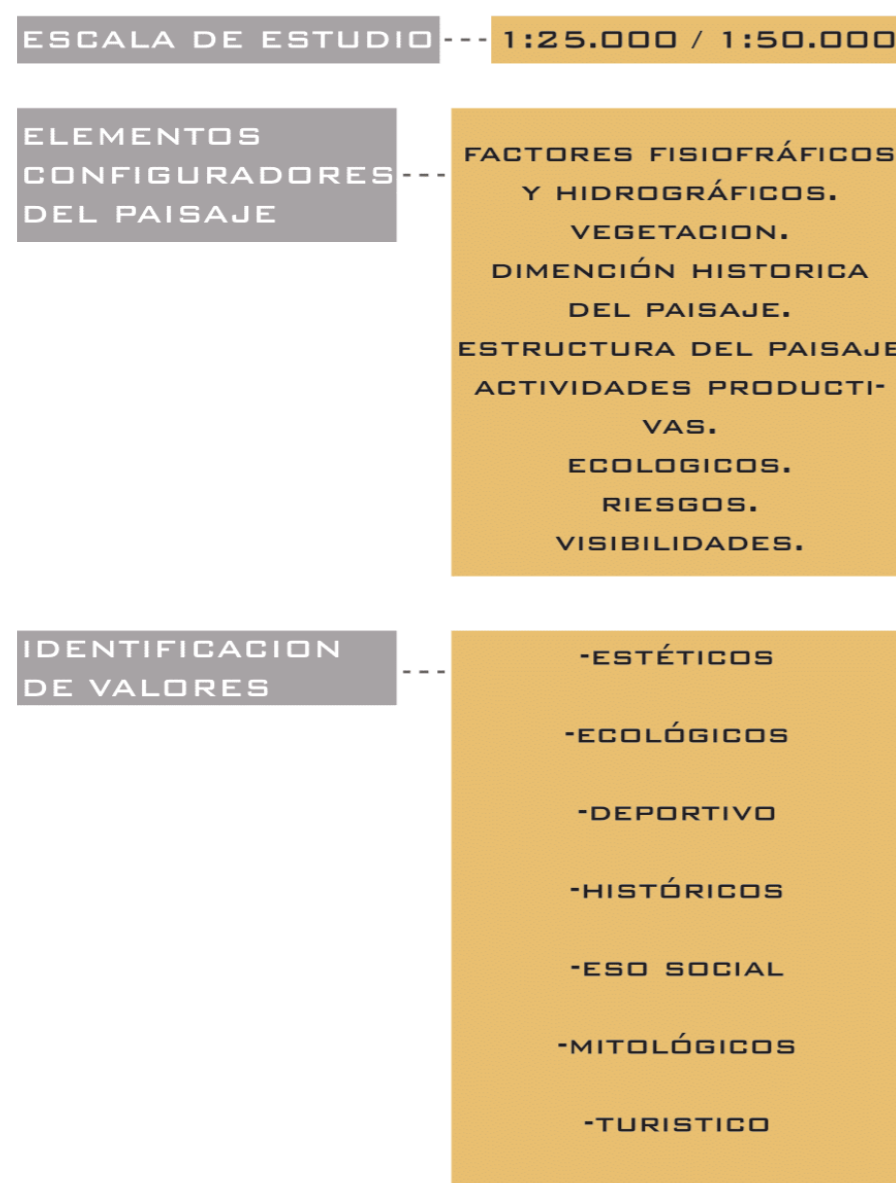 ESCALA DE ESTUDIO --- 1:25.000 / 1:50.000
ELEMENTOS
CONFIGURADORES ---
DEL PAISAJE
FACTORES FISIOFRÁFICOS
Y HIDROGRÁFICOS.
VEGETACION.
DIMENCIÓN HISTORICA
DEL PAISAJE.
ESTRUCTURA DEL PAISAJE
ACTIVIDADES PRODUCTI-
VAS.
ECOLOGICOS.
RIESGOS.
VISIBILIDADES.
IDENTIFICACION
DE VALORES ---
-ESTÉTICOS
-ECOLÓGICOS
-DEPORTIVO
-HISTÓRICOS
-ESO SOCIAL
-MITOLÓGICOS
-TURISTICO